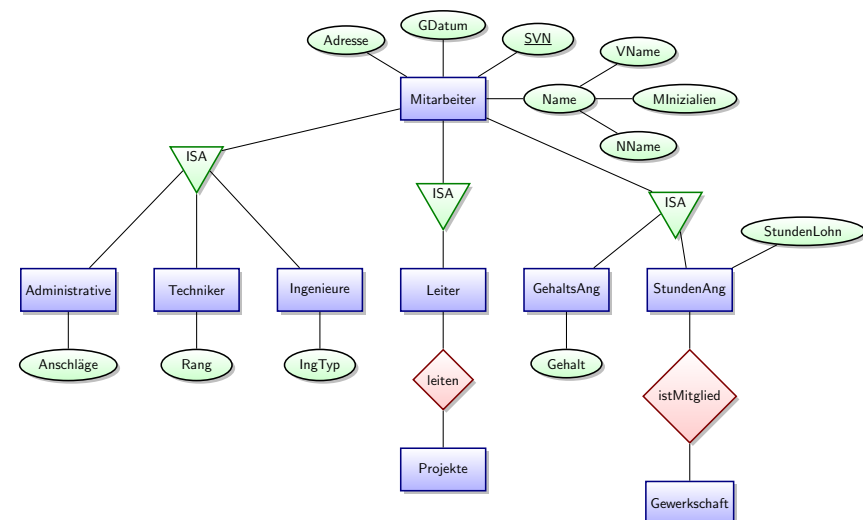 GDatum
Adresse
SVN
VName
Mitarbeiter
Name
MInizialien
NName
ISA
ISA
ISA
StundenLohn
Administrative
Techniker
Ingenieure
Leiter
GehaltsAng
StundenAng
Anschläge
Rang
IngTyp
leiten
Gehalt
istMitglied
Projekte
Gewerkschaft